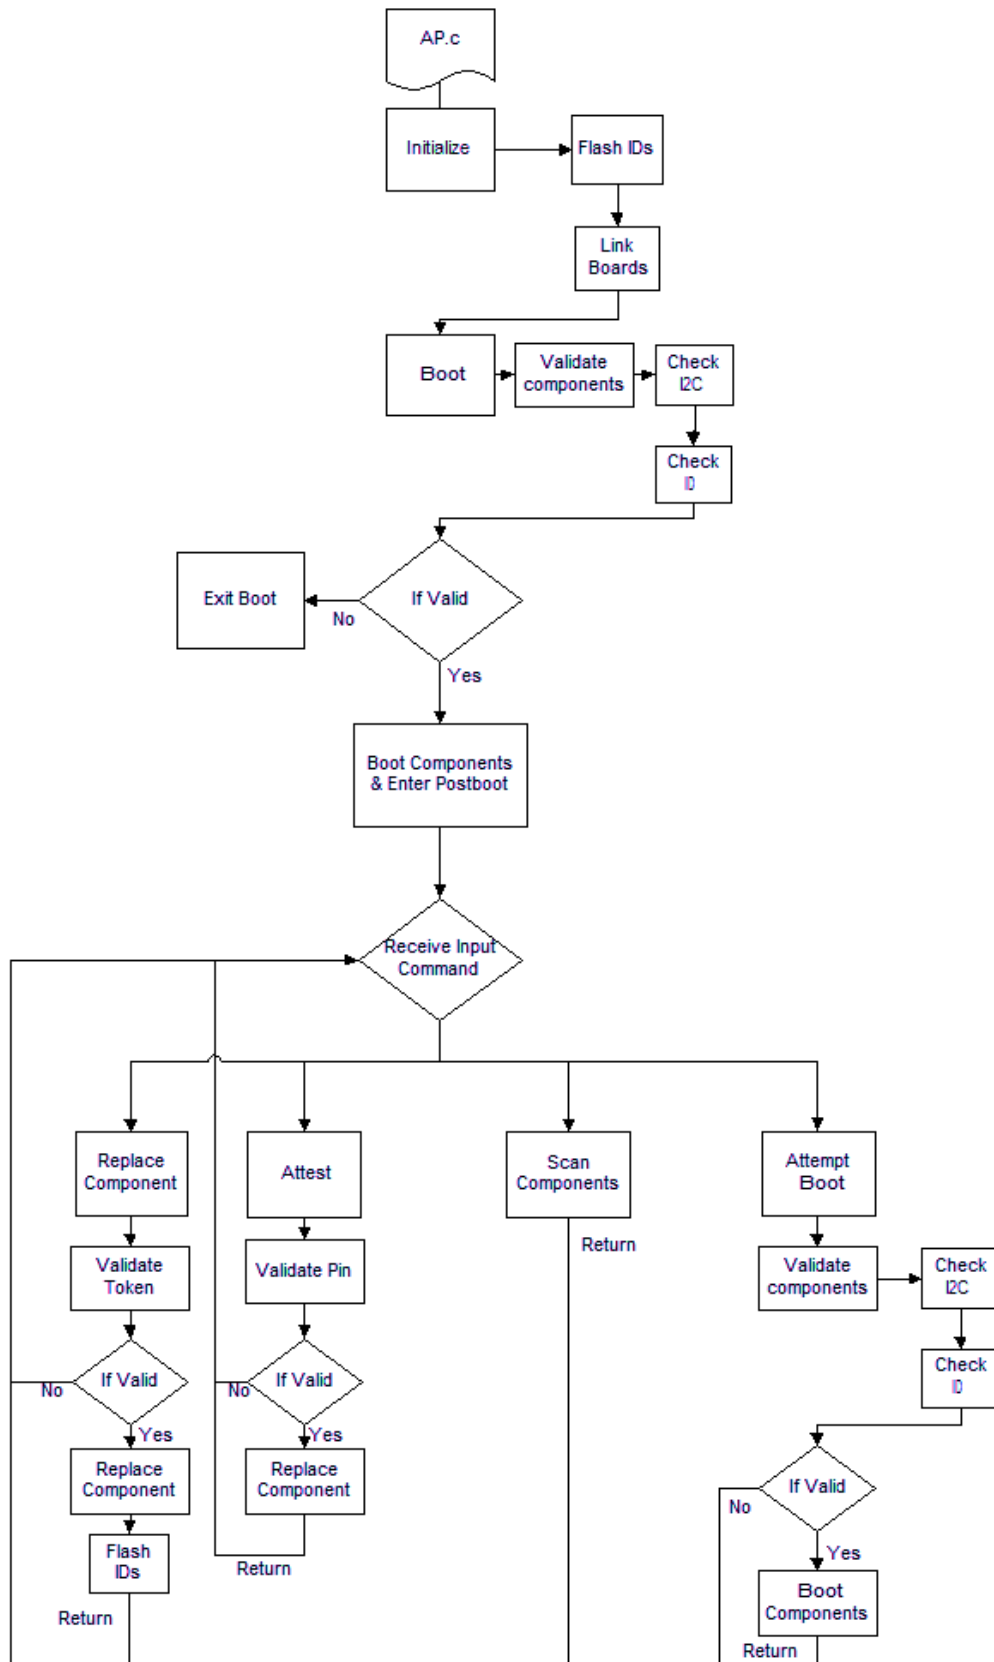 AP.c
Initialize
Flash IDs
Link
Boards
Boot
Validate
components
Check
I2C
Check
ID
If Valid
Exit Boot
No
Yes
Boot Components
& Enter Postboot
Receive Input
Command
Replace
Component
Attest
Scan
Components
Attempt
Boot
Validate
Token
Validate Pin
Return
Validate
components
Check
I2C
If Valid
No
Yes
If Valid
No
Yes
Check
ID
Replace
Component
Replace
Component
If Valid
No
Yes
Flash
IDs
Return
Return
Boot
Components
Return